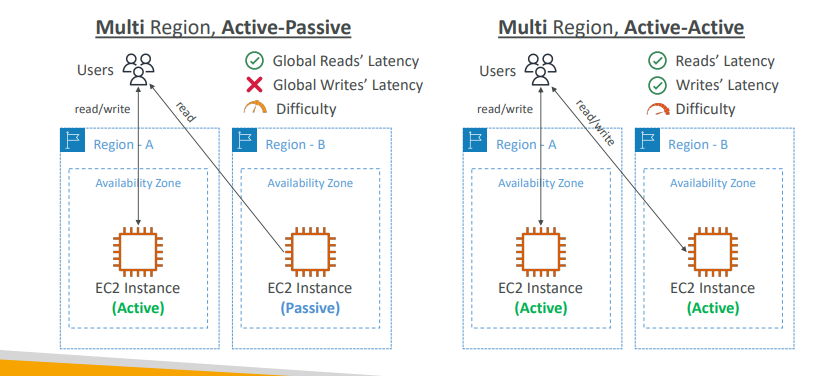 Multi Region, Active-Passive
Users
Global Reads' Latency
Global Writes' Latency
Difficulty
read/write
read
Region - A
Region - B
Availability Zone
Availability Zone
EC2 Instance
(Active)
EC2 Instance
(Passive)
Multi Region, Active-Active
Users
Reads' Latency
Writes' Latency
Difficulty
read/write
read/write
Region - A
Region - B
Availability Zone
Availability Zone
EC2 Instance
(Active)
EC2 Instance
(Active)